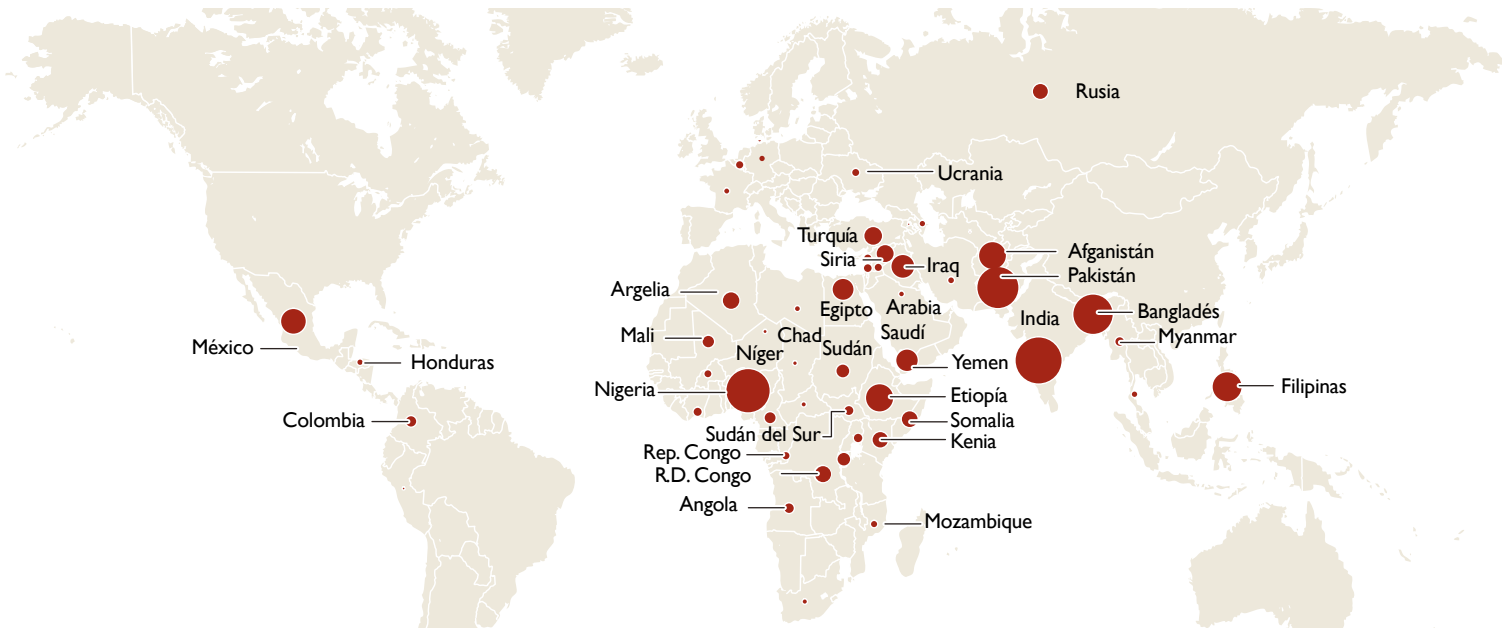 Rusia
Ucrania
Turquía
Siria
Iraq
Afganistán
Pakistán
Argelia
Egipto
Arabia
Saudí
India
Bangladés
Myanmar
Mali
Chad
Sudán
Níger
México
Honduras
Yemen
Nigeria
Etiopía
Filipinas
Colombia
Somalia
Sudán del Sur
Kenia
Rep. Congo
R.D. Congo
Angola
Mozambique